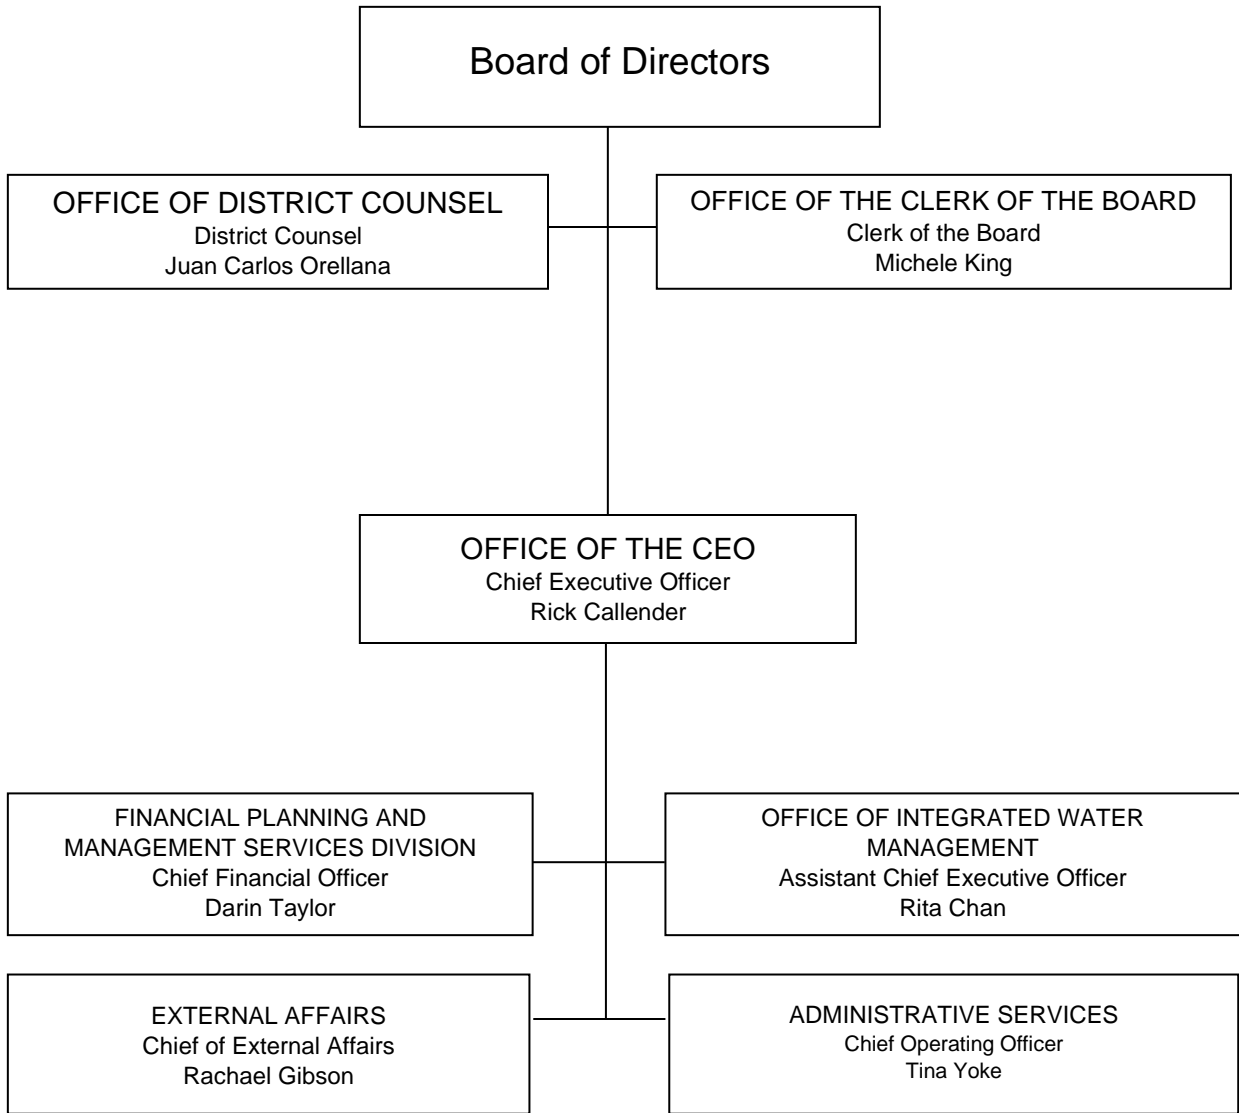 Board of Directors
OFFICE OF DISTRICT COUNSEL
District Counsel
Juan Carlos Orellana
OFFICE OF THE CLERK OF THE BOARD
Clerk of the Board
Michele King
OFFICE OF THE CEO
Chief Executive Officer
Rick Callender
FINANCIAL PLANNING AND
MANAGEMENT SERVICES DIVISION
Chief Financial Officer
Darin Taylor
OFFICE OF INTEGRATED WATER
MANAGEMENT
Assistant Chief Executive Officer
Rita Chan
EXTERNAL AFFAIRS
Chief of External Affairs
Rachael Gibson
ADMINISTRATIVE SERVICES
Chief Operating Officer
Tina Yoke